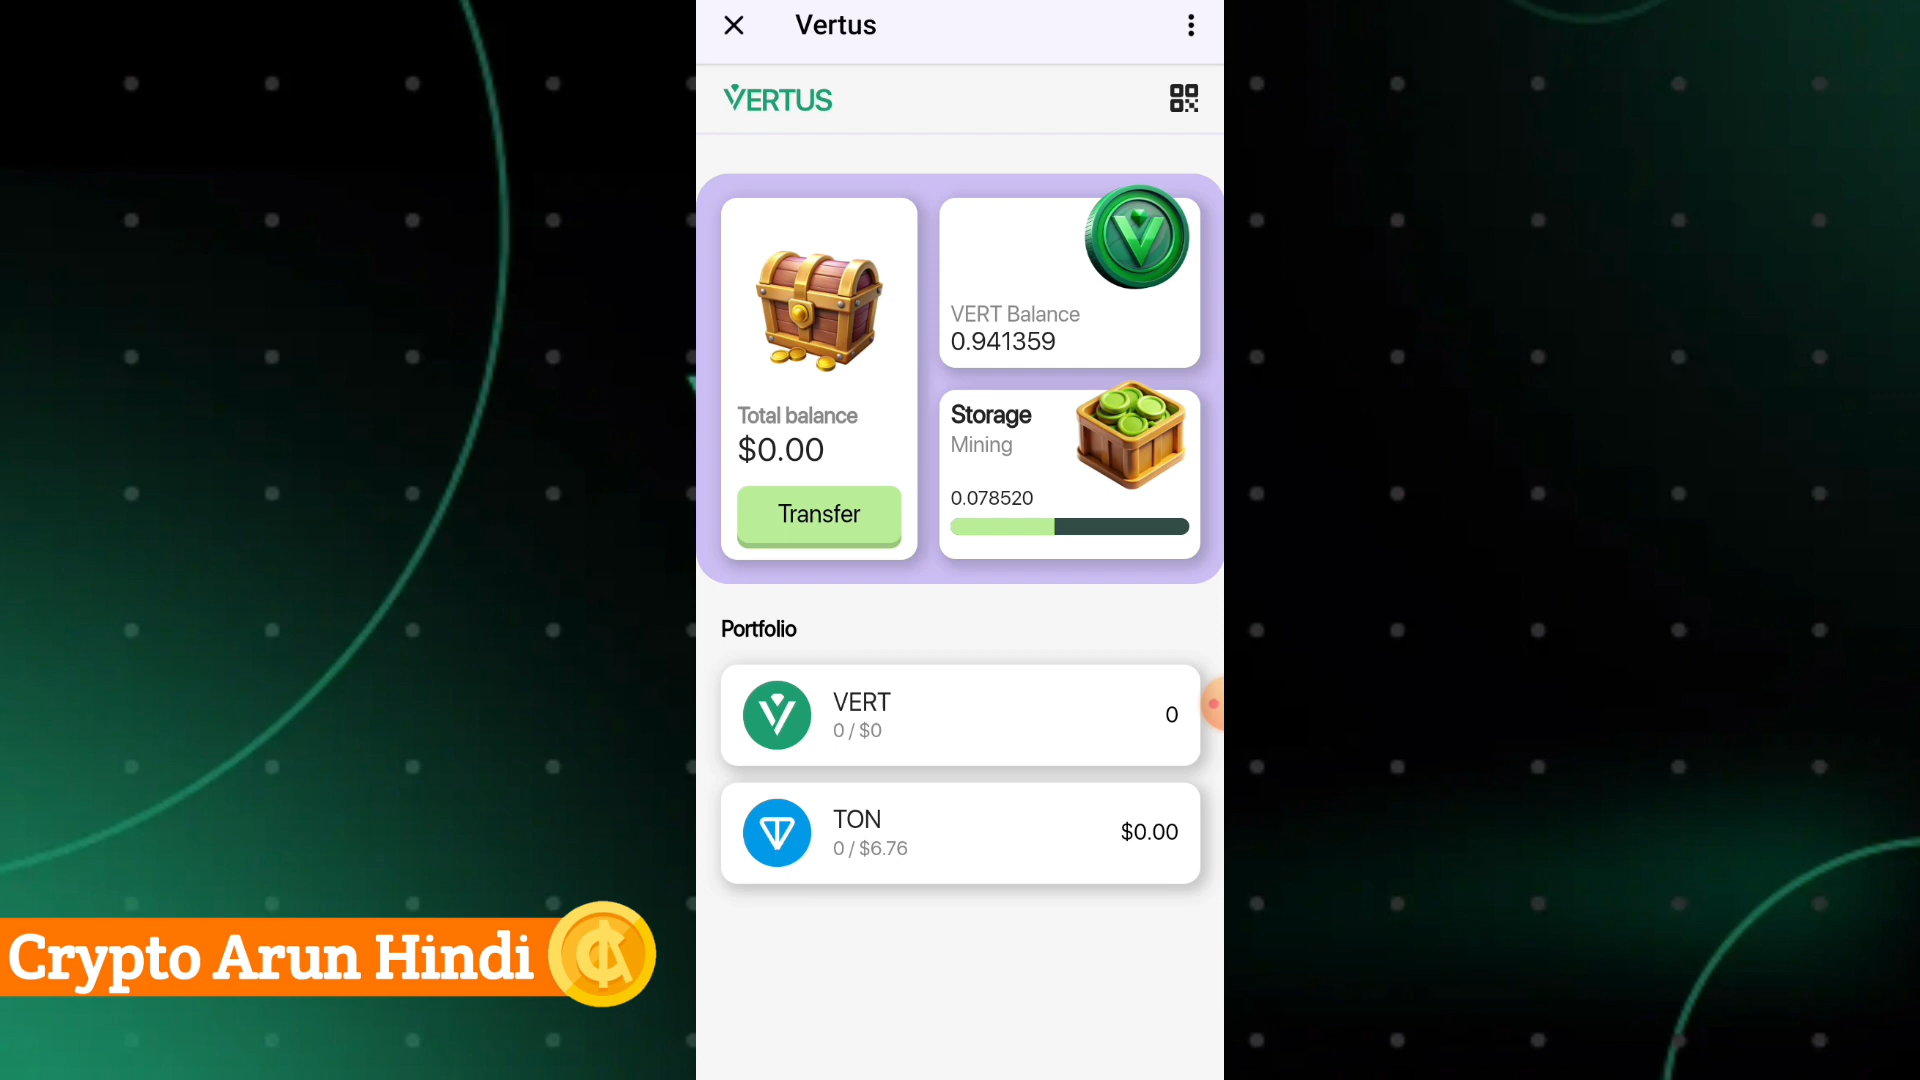 Vertus
VERTUS
VERT Balance
0.941359
Total balance
$0.00
Transfer
Storage
Mining
0.078520
Portfolio
VERT
0 / $0
0
TON
0 / $6.76
$0.00
Crypto Arun Hindi